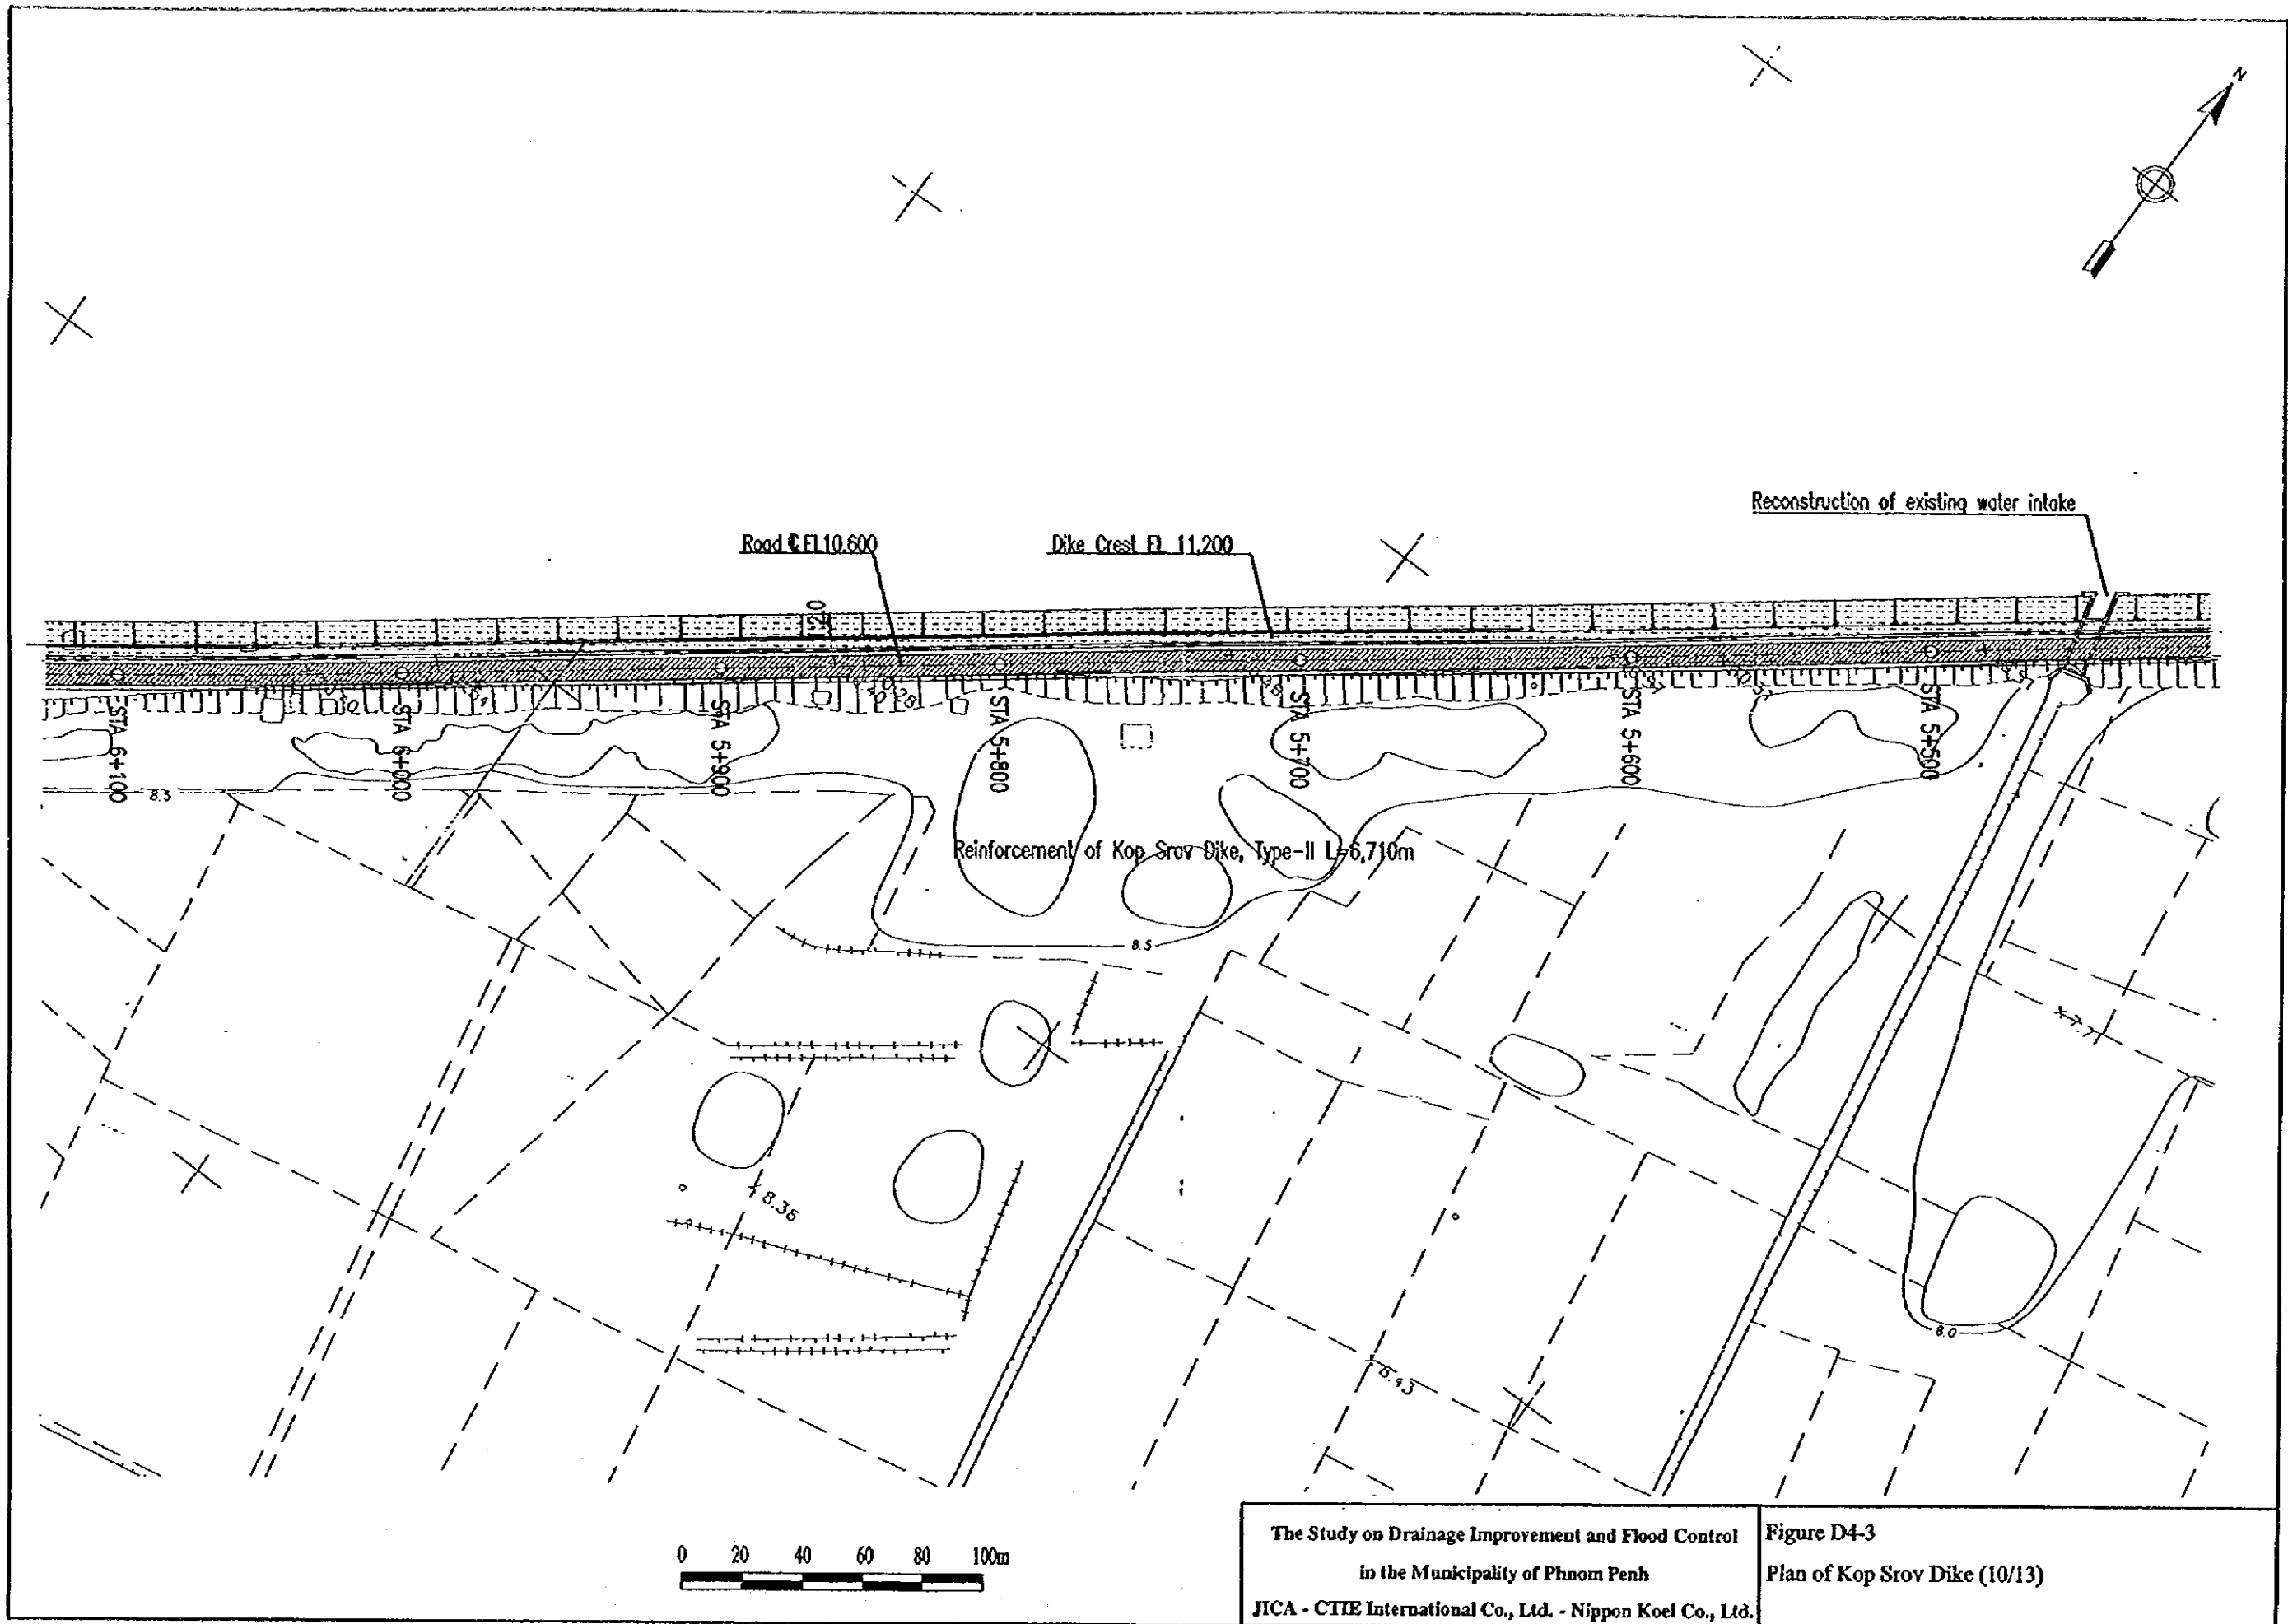 N
Reconstruction of existing water intake
Road ℄ EL10.600
Dike Crest EL 11.200
STA 6+100
STA 6+000
STA 5+900
STA 5+800
STA 5+700
STA 5+600
STA 5+500
8.5
Reinforcement of Kop Srov Dike, Type-II L=6,710m
8.5
8.36
8.43
8.0
0 20 40 60 80 100m
The Study on Drainage Improvement and Flood Control
in the Municipality of Phnom Penh
JICA - CTIE International Co., Ltd. - Nippon Koei Co., Ltd.
Figure D4-3
Plan of Kop Srov Dike (10/13)